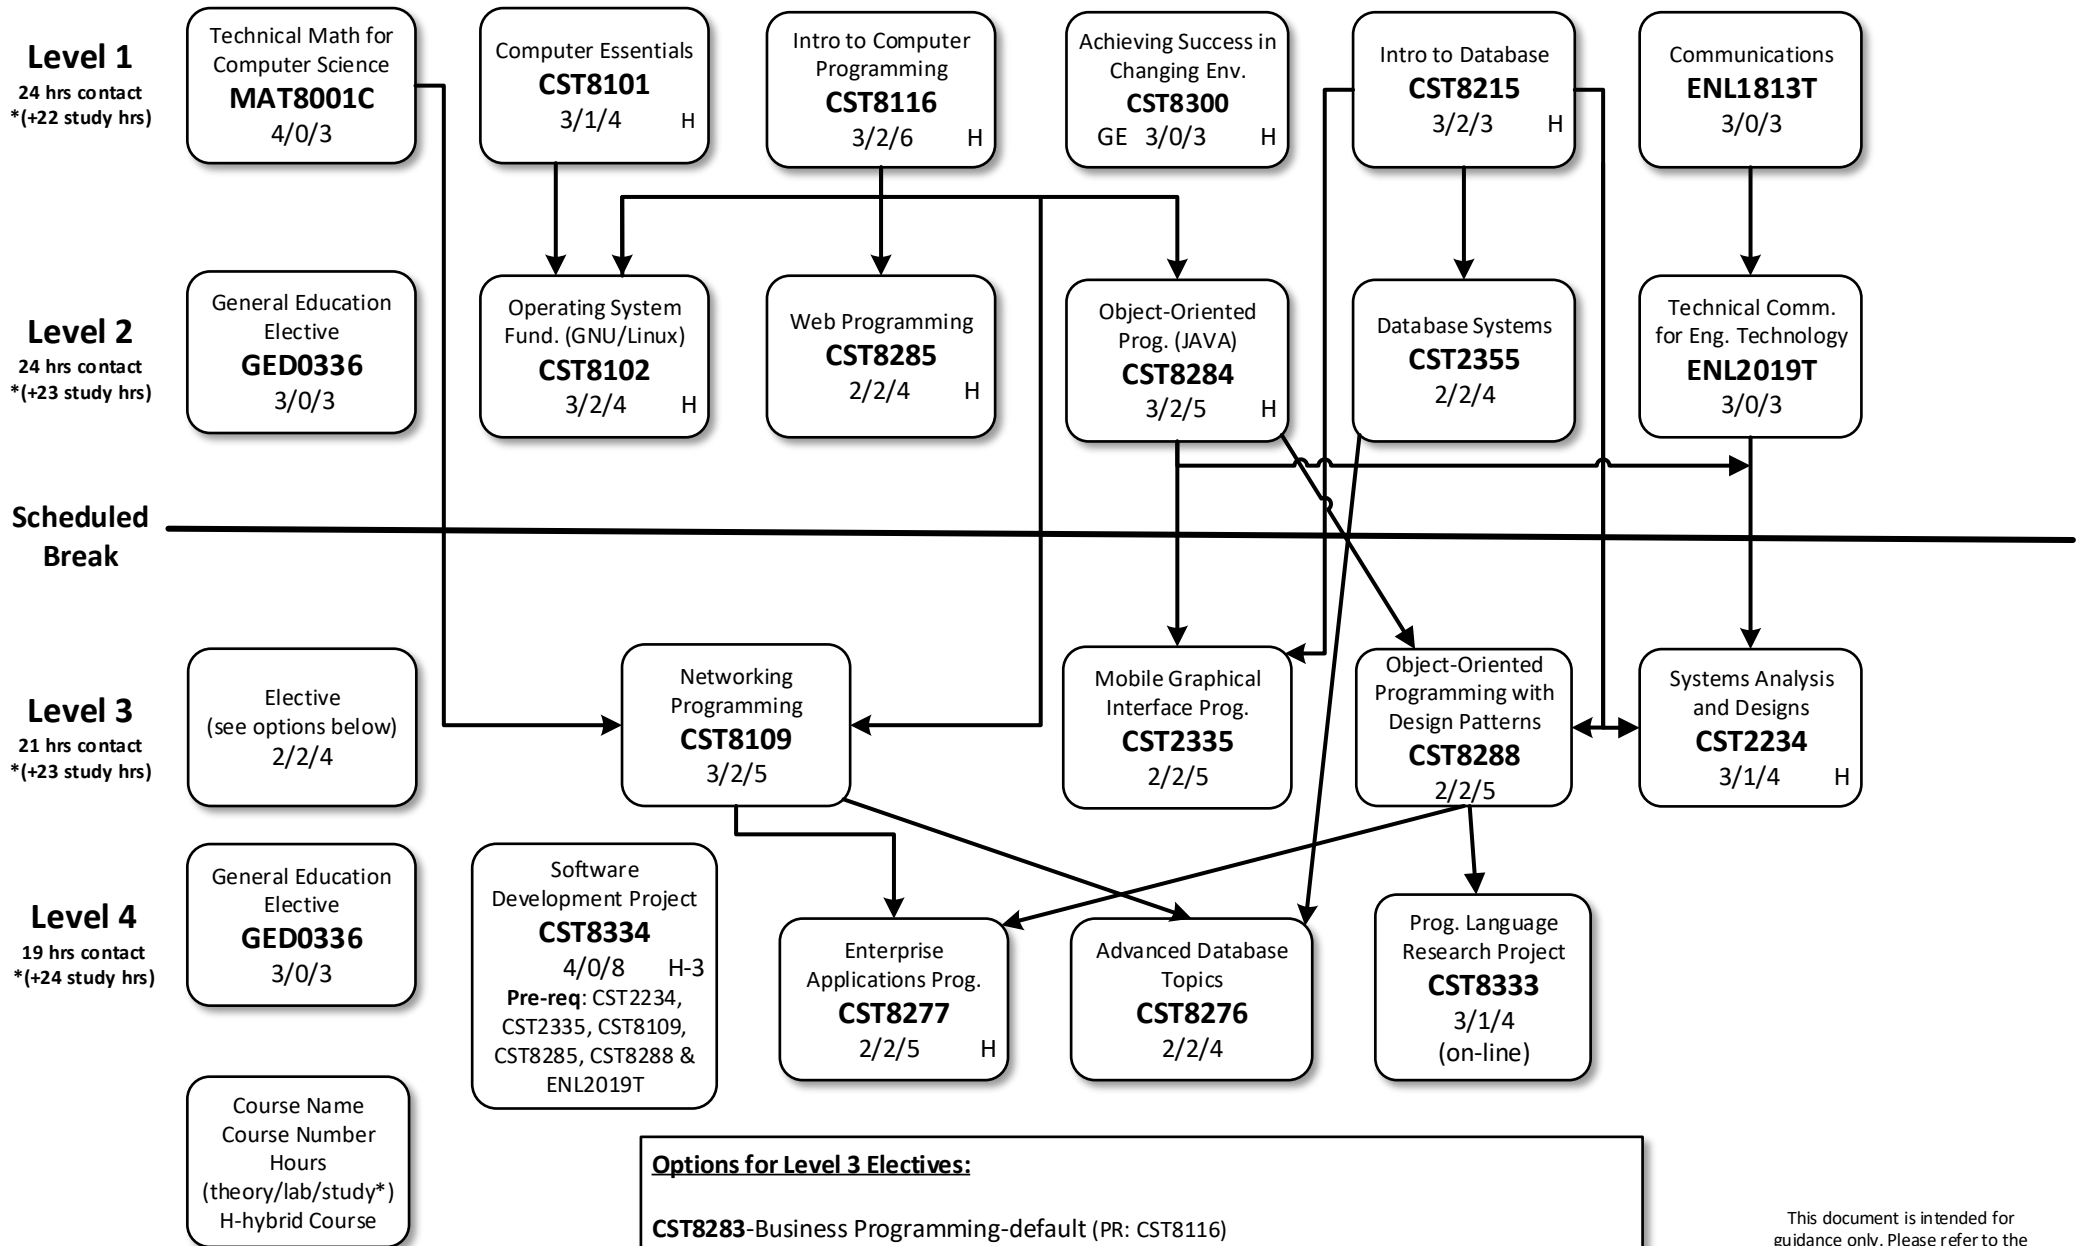 Level 1
24 hrs contact
*(+22 study hrs)
Technical Math for
Computer Science
MAT8001C
4/0/3
Computer Essentials
CST8101
3/1/4 H
Intro to Computer
Programming
CST8116
3/2/6 H
Achieving Success in
Changing Env.
CST8300
GE 3/0/3 H
Intro to Database
CST8215
3/2/3 H
Communications
ENL1813T
3/0/3
Level 2
24 hrs contact
*(+23 study hrs)
General Education
Elective
GED0336
3/0/3
Operating System
Fund. (GNU/Linux)
CST8102
3/2/4 H
Web Programming
CST8285
2/2/4 H
Object-Oriented
Prog. (JAVA)
CST8284
3/2/5 H
Database Systems
CST2355
2/2/4
Technical Comm.
for Eng. Technology
ENL2019T
3/0/3
Scheduled
Break
Level 3
21 hrs contact
*(+23 study hrs)
Elective
(see options below)
2/2/4
Networking
Programming
CST8109
3/2/5
Mobile Graphical
Interface Prog.
CST2335
2/2/5
Object-Oriented
Programming with
Design Patterns
CST8288
2/2/5
Systems Analysis
and Designs
CST2234
3/1/4 H
Level 4
19 hrs contact
*(+24 study hrs)
General Education
Elective
GED0336
3/0/3
Software
Development Project
CST8334
4/0/8 H-3
Pre-req: CST2234,
CST2335, CST8109,
CST8285, CST8288 &
ENL2019T
Enterprise
Applications Prog.
CST8277
2/2/5 H
Advanced Database
Topics
CST8276
2/2/4
Prog. Language
Research Project
CST8333
3/1/4
(on-line)
Course Name
Course Number
Hours
(theory/lab/study*)
H-hybrid Course
Options for Level 3 Electives:
CST8283-Business Programming-default (PR: CST8116)
This document is intended for
guidance only. Please refer to the